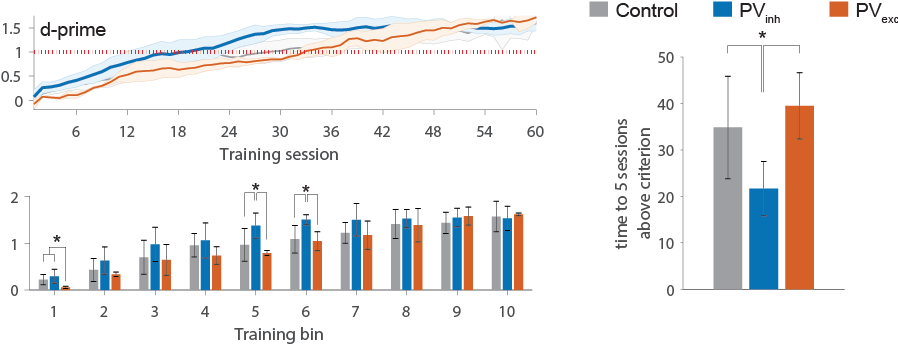 Control PVinh PVexc
d-prime
1.5
1
0.5
0
6 12 18 24 30 36 42 48 54 60
Training session
2
1
0
* * *
1 2 3 4 5 6 7 8 9 10
Training bin
time to 5 sessions
above criterion
50
40
30
20
10
0
*